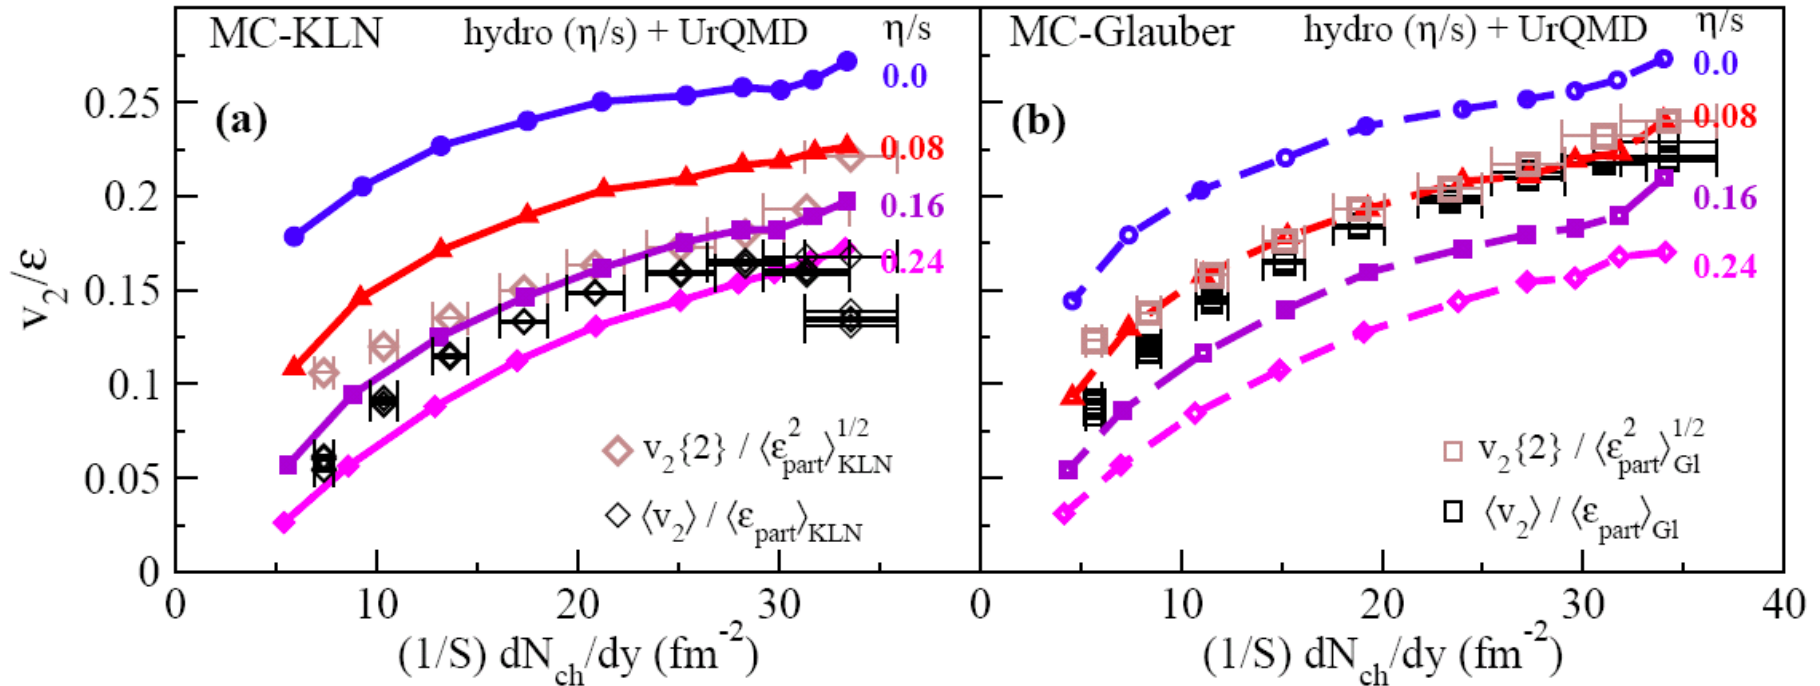 MC-KLN hydro (η/s) + UrQMD η/s
0.0
(a)
0.08
0.16
0.24
v₂{2} / ⟨ε²part⟩^1/2 KLN
⟨v₂⟩ / ⟨εpart⟩KLN
MC-Glauber hydro (η/s) + UrQMD η/s
0.0
(b)
0.08
0.16
0.24
v₂{2} / ⟨ε²part⟩^1/2 Gl
⟨v₂⟩ / ⟨εpart⟩Gl
v₂/ε
0.25
0.2
0.15
0.1
0.05
0
0 10 20 30 0 10 20 30 40
(1/S) dNch/dy (fm⁻²) (1/S) dNch/dy (fm⁻²)